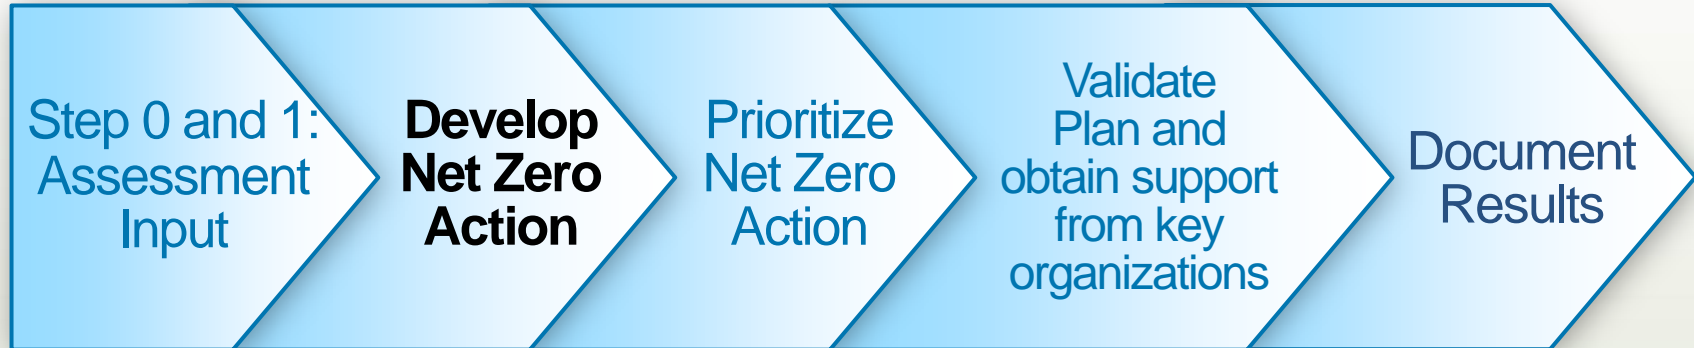 Step 0 and 1:
Assessment
Input
Develop
Net Zero
Action
Prioritize
Net Zero
Action
Validate
Plan and
obtain support
from key
organizations
Document
Results